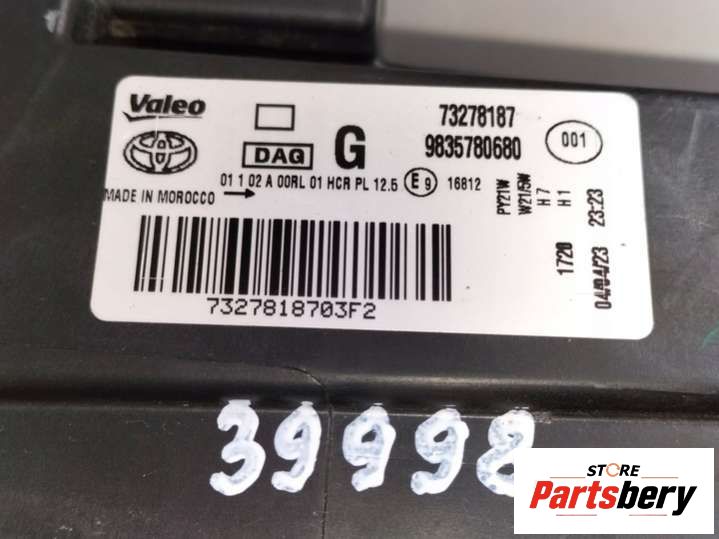 Valeo
73278187
DAQ G 9835780680 001
01 1 02 A 00RL 01 HCR PL 12.5 E9 16812
MADE IN MOROCCO
PY21W
W21/5W
H7
H1
1720
04/04/23 23:23
7327818703F2
39998
STORE
Partsbery